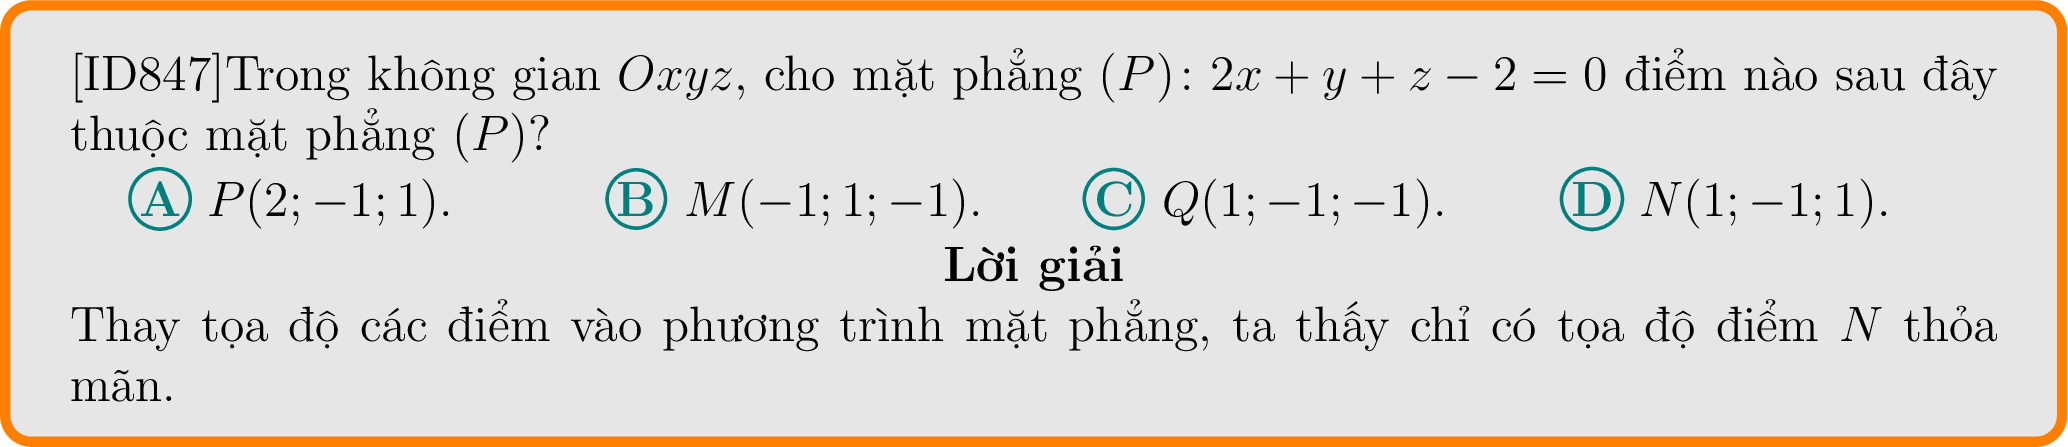 [ID847]Trong không gian Oxyz, cho mặt phẳng (P): 2x + y + z − 2 = 0 điểm nào sau đây
thuộc mặt phẳng (P)?
A P(2; −1; 1). B M(−1; 1; −1). C Q(1; −1; −1). D N(1; −1; 1).
Lời giải
Thay tọa độ các điểm vào phương trình mặt phẳng, ta thấy chỉ có tọa độ điểm N thỏa
mãn.